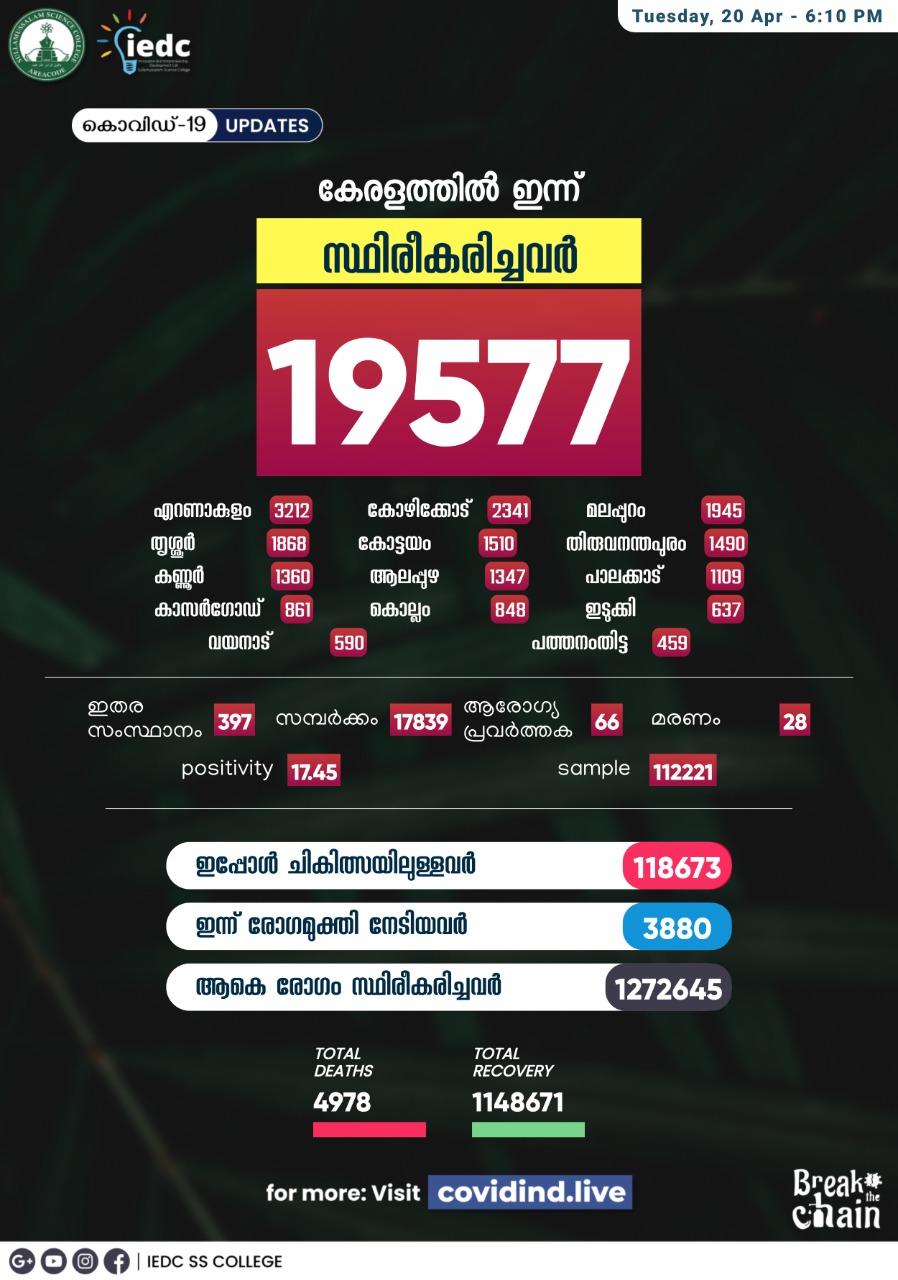 Tuesday, 20 Apr - 6:10 PM
SULLAMUSSALAM SCIENCE COLLEGE
AREACODE
iedc
കൊവിഡ്-19 UPDATES
കേരളത്തിൽ ഇന്ന്
സ്ഥിരീകരിച്ചവർ
19577
എറണാകുളം 3212 കോഴിക്കോട് 2341 മലപ്പുറം 1945
തൃശ്ശൂർ 1868 കോട്ടയം 1510 തിരുവനന്തപുരം 1490
കണ്ണൂർ 1360 ആലപ്പുഴ 1347 പാലക്കാട് 1109
കാസർഗോഡ് 861 കൊല്ലം 848 ഇടുക്കി 637
വയനാട് 590 പത്തനംതിട്ട 459
ഇതര
സംസ്ഥാനം 397 സമ്പർക്കം 17839 ആരോഗ്യ
പ്രവർത്തക 66 മരണം 28
positivity 17.45 sample 112221
ഇപ്പോൾ ചികിത്സയിലുള്ളവർ 118673
ഇന്ന് രോഗമുക്തി നേടിയവർ 3880
ആകെ രോഗം സ്ഥിരീകരിച്ചവർ 1272645
TOTAL
DEATHS
4978
TOTAL
RECOVERY
1148671
for more: Visit covidind.live
Break
the
chain
G+ f | IEDC SS COLLEGE